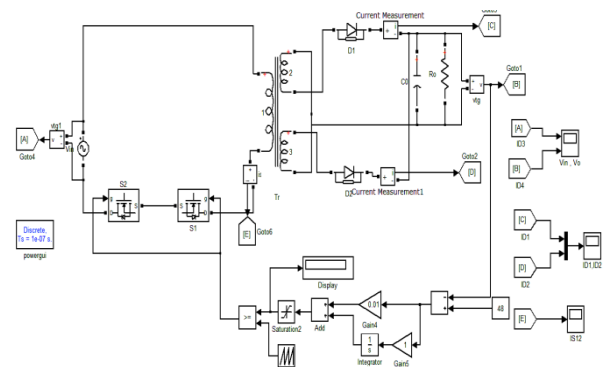 Current Measurement
[C]
D1
Goto1
[B]
vtg
C0
Ro
2
1
3
Tr
vtg1
[A]
Goto4
Vin
[A]
ID3
[B]
ID4
Vin , Vo
Goto2
[D]
D2
Current Measurement1
S2
S1
[E]
Goto6
Discrete,
Ts = 1e-07 s.
powergui
[C]
ID1
[D]
ID2
ID1,ID2
Display
0.01
Gain4
48
[E]
IS12
>=
Saturation2
Add
1
s
Integrator
1
Gain5